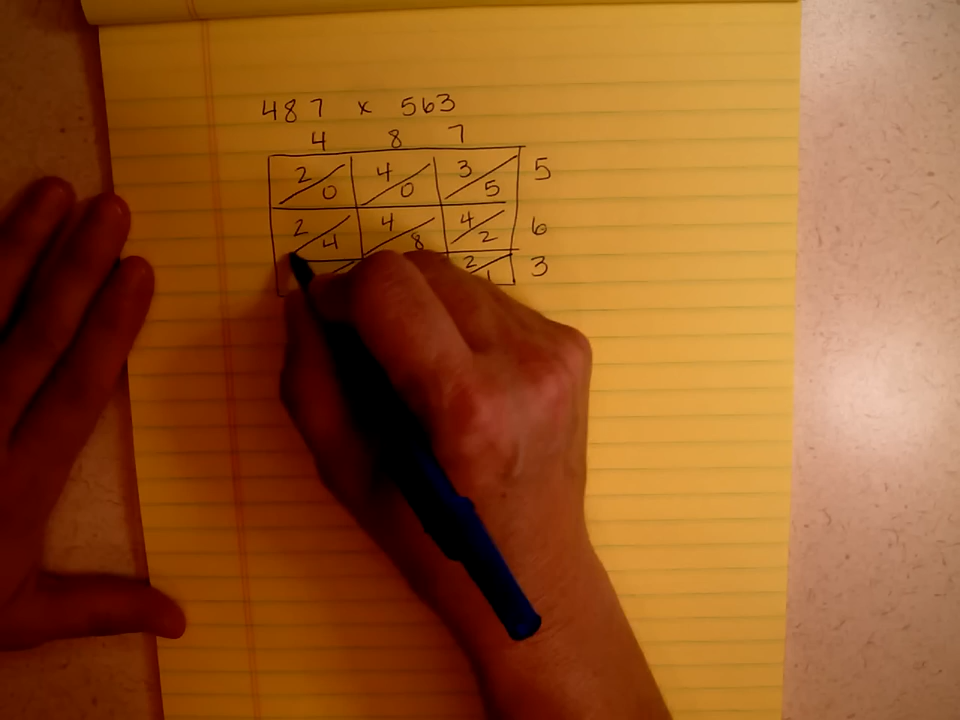 487 x 563
4 8 7
2 0 4 0 3 5 5
2 4 4 8 4 2 6
2 1 3